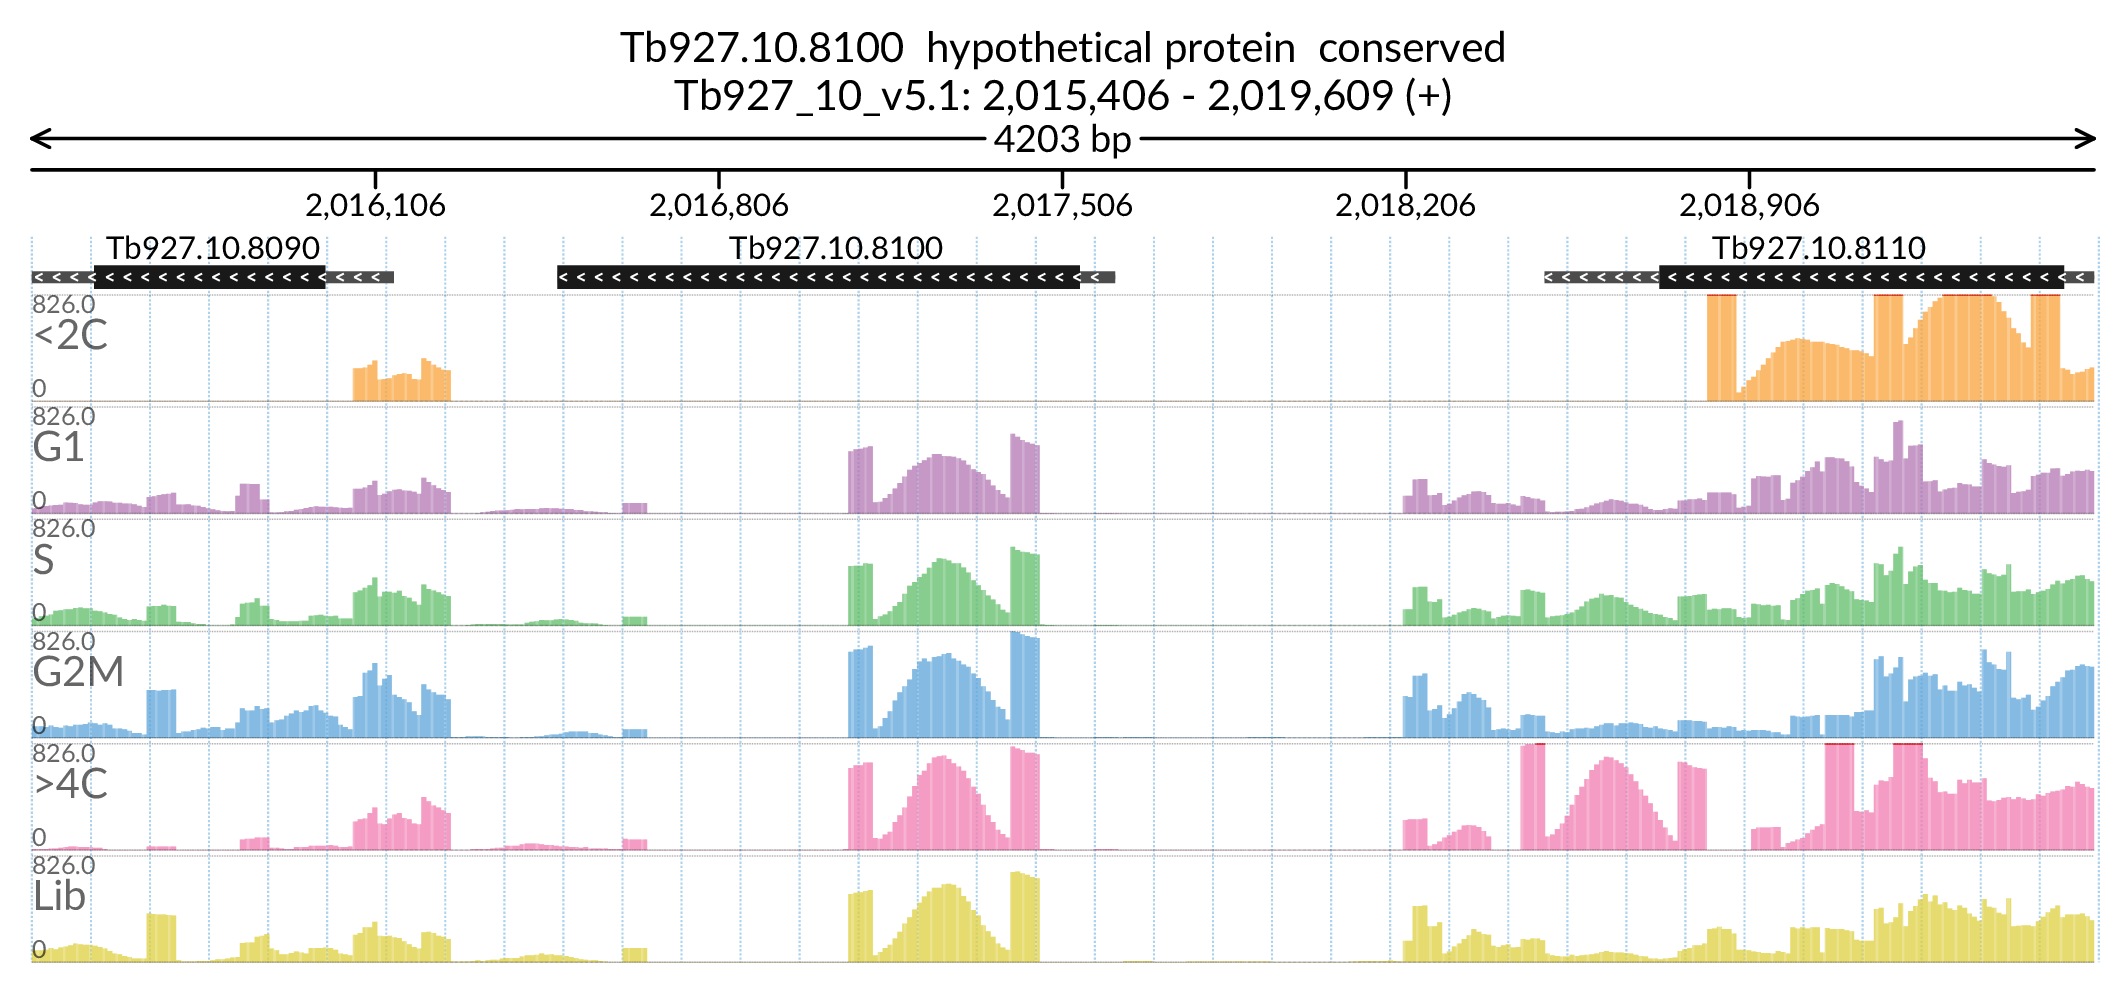 Tb927.10.8100 hypothetical protein conserved
Tb927_10_v5.1: 2,015,406 - 2,019,609 (+)
4203 bp
2,016,106 2,016,806 2,017,506 2,018,206 2,018,906
Tb927.10.8090 Tb927.10.8100 Tb927.10.8110
826.0
<2C
0
826.0
G1
0
826.0
S
0
826.0
G2M
0
826.0
>4C
0
826.0
Lib
0